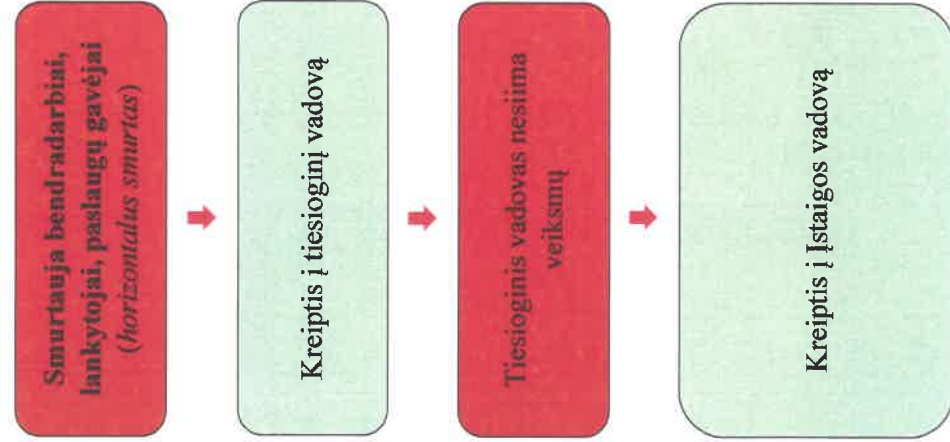 Smurtauja bendradarbiai,
lankytojai, paslaugų gavėjai
(horizontalus smurtas)
Kreiptis į tiesioginį vadovą
Tiesioginis vadovas nesiima
veiksmų
Kreiptis į Įstaigos vadovą